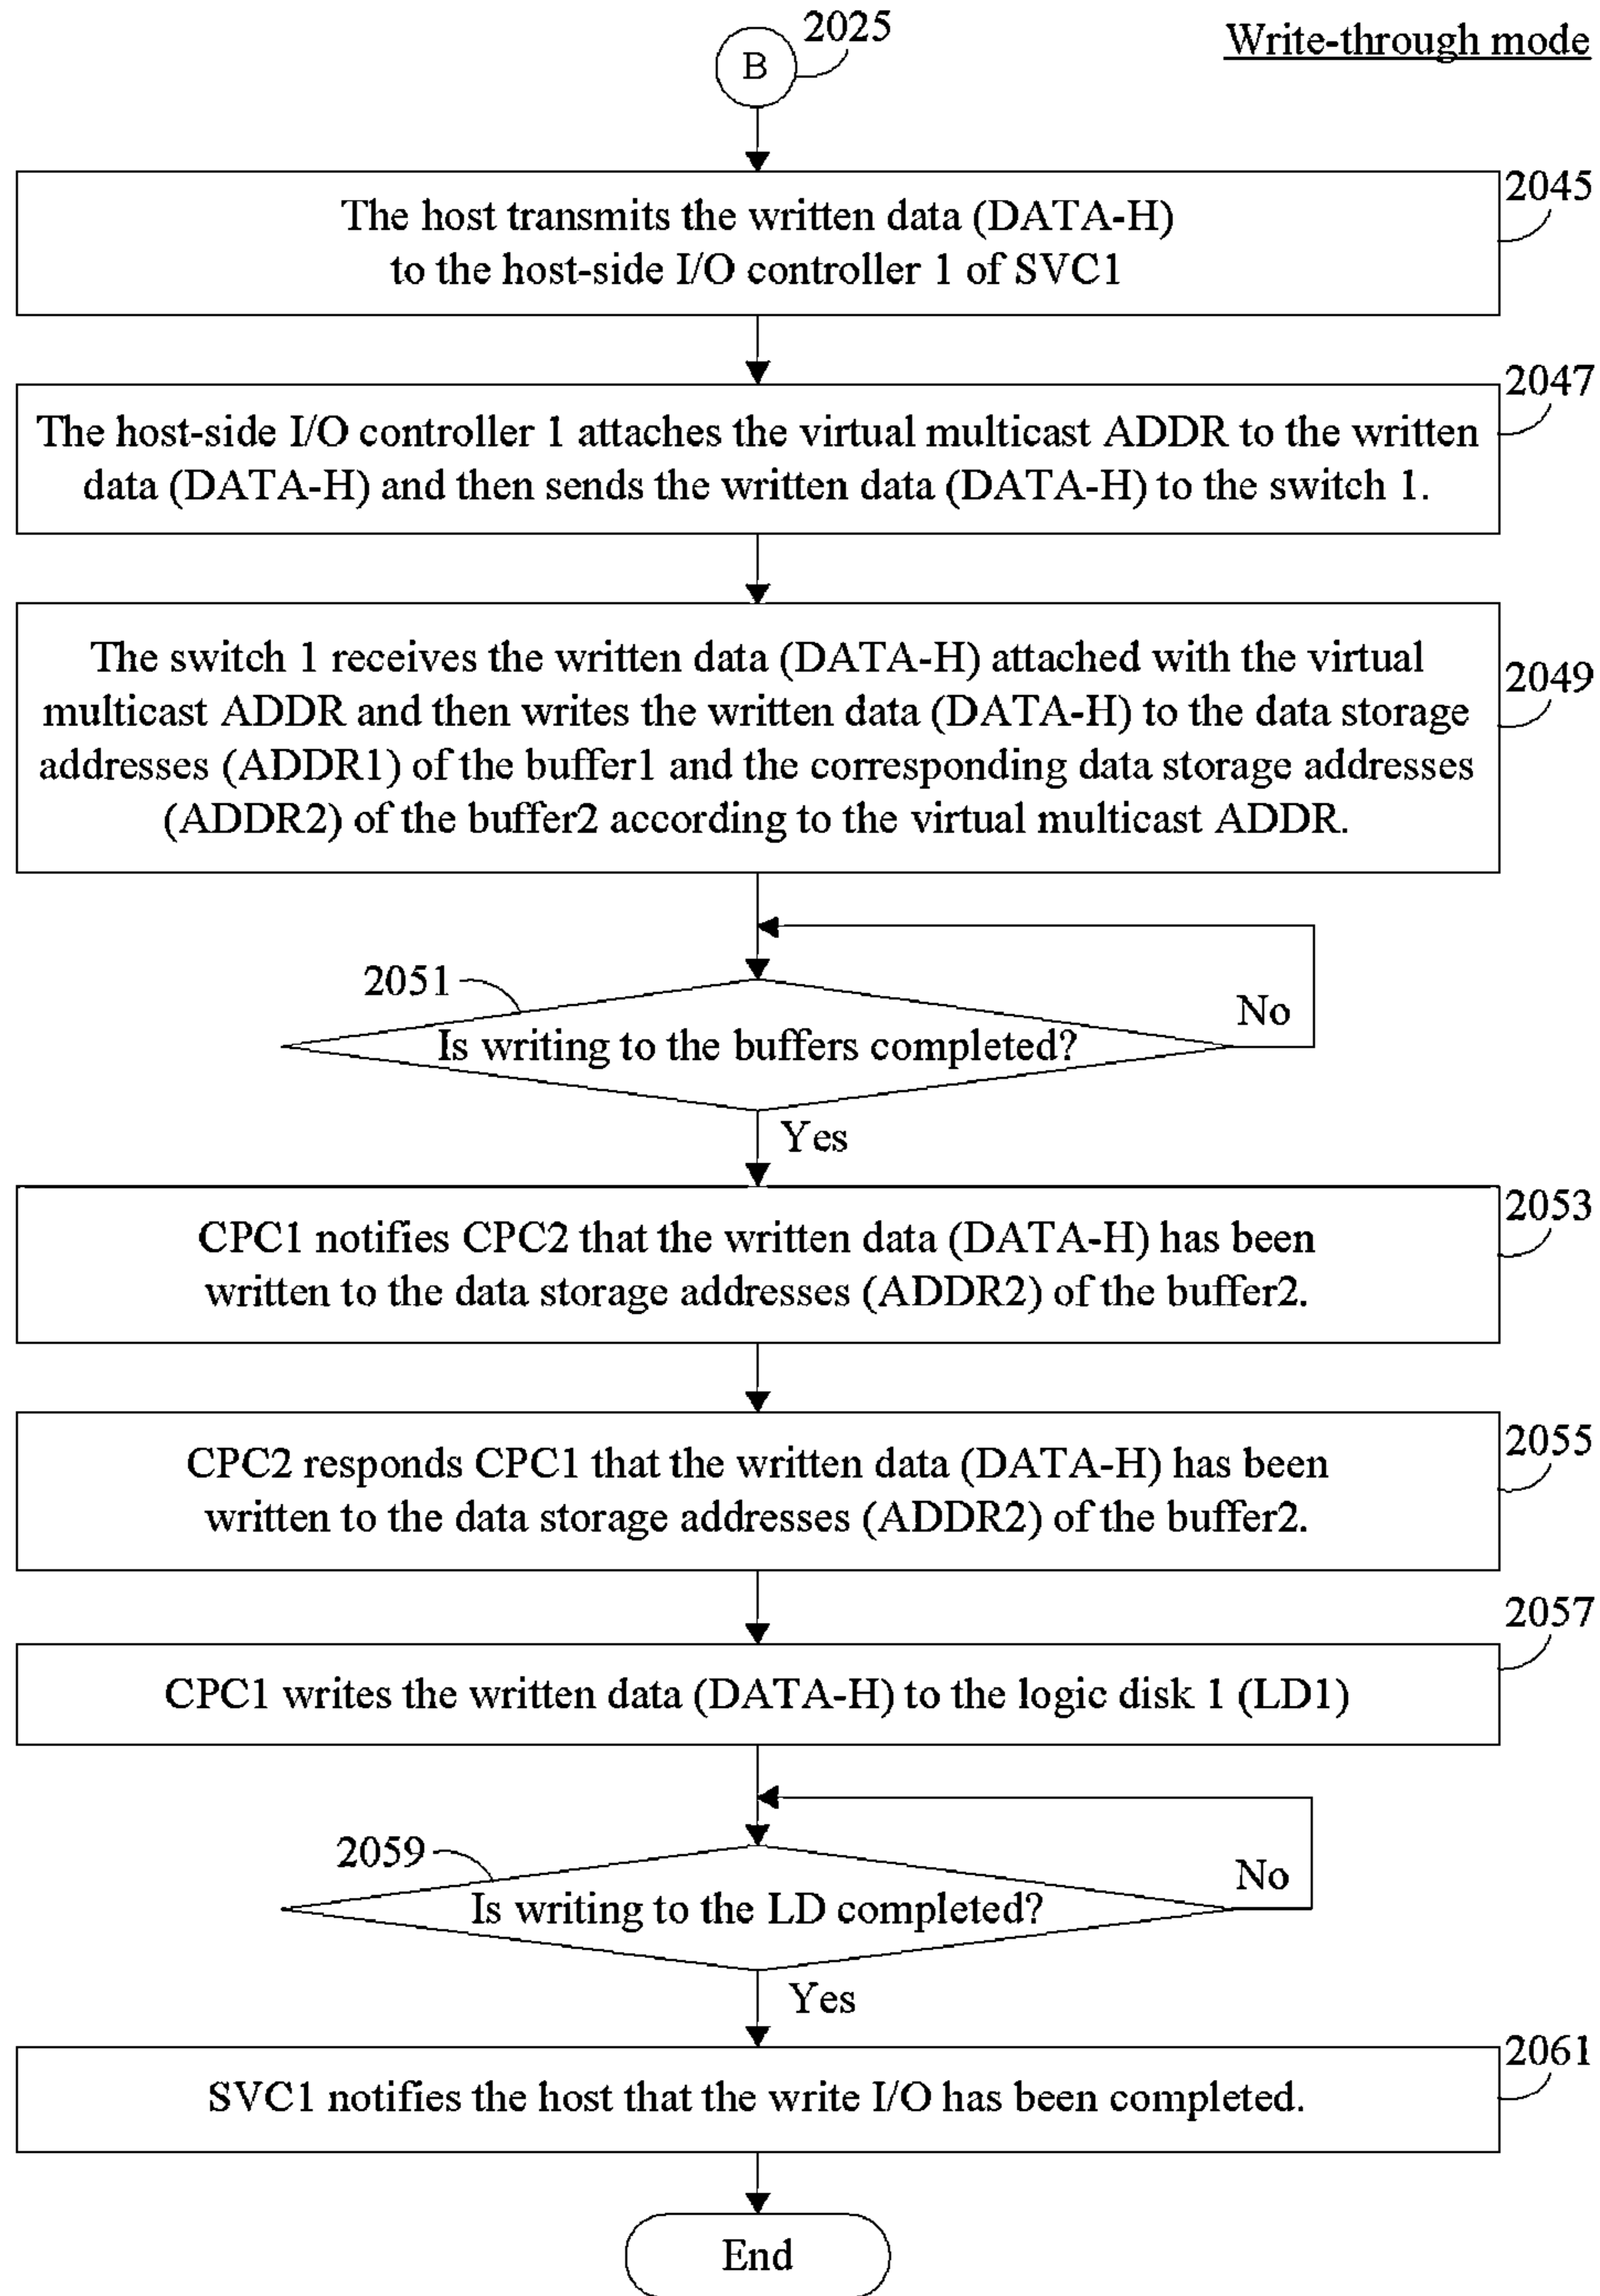 2025
Write-through mode
B
2045
The host transmits the written data (DATA-H)
to the host-side I/O controller 1 of SVC1
2047
The host-side I/O controller 1 attaches the virtual multicast ADDR to the written
data (DATA-H) and then sends the written data (DATA-H) to the switch 1.
2049
The switch 1 receives the written data (DATA-H) attached with the virtual
multicast ADDR and then writes the written data (DATA-H) to the data storage
addresses (ADDR1) of the buffer1 and the corresponding data storage addresses
(ADDR2) of the buffer2 according to the virtual multicast ADDR.
2051
No
Is writing to the buffers completed?
Yes
2053
CPC1 notifies CPC2 that the written data (DATA-H) has been
written to the data storage addresses (ADDR2) of the buffer2.
2055
CPC2 responds CPC1 that the written data (DATA-H) has been
written to the data storage addresses (ADDR2) of the buffer2.
2057
CPC1 writes the written data (DATA-H) to the logic disk 1 (LD1)
2059
No
Is writing to the LD completed?
Yes
2061
SVC1 notifies the host that the write I/O has been completed.
End